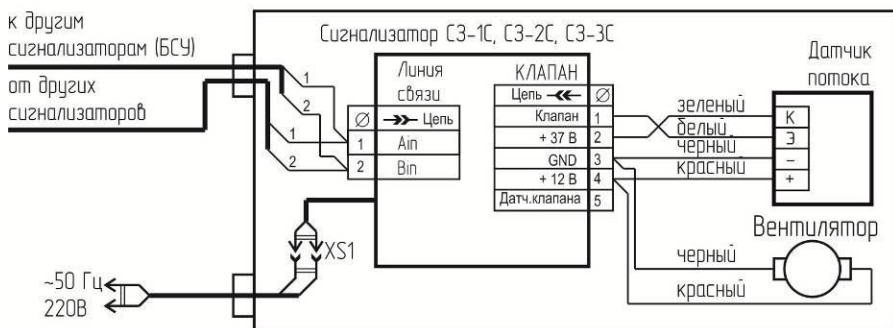 к другим
сигнализаторам (БСУ)
от других
сигнализаторов
1
2
1
2
Сигнализатор СЗ-1С, СЗ-2С, СЗ-3С
Линия
связи
Ø Цепь
1 Ain
2 Bin
КЛАПАН
Цепь Ø
Клапан 1
+ 37 В 2
GND 3
+ 12 В 4
Датч.клапана 5
зеленый
белый
черный
красный
Датчик
потока
К
Э
–
+
Вентилятор
черный
красный
XS1
~50 Гц
220В